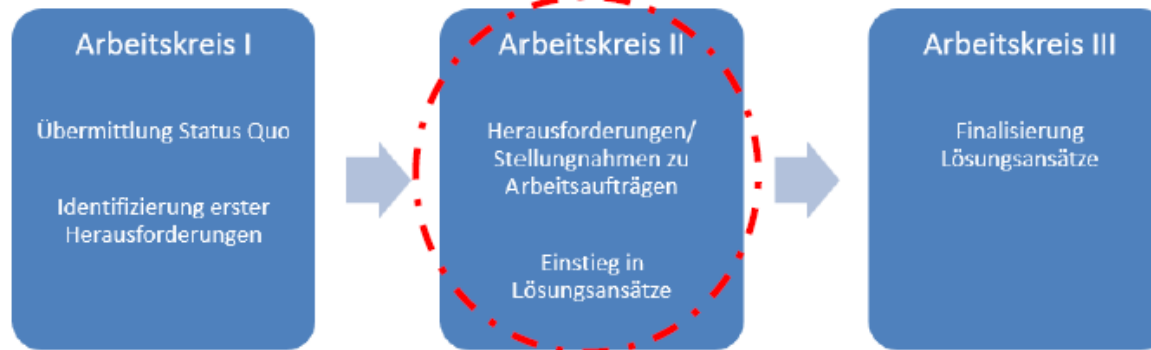 Arbeitskreis I
Übermittlung Status Quo
Identifizierung erster
Herausforderungen
Arbeitskreis II
Herausforderungen/
Stellungnahmen zu
Arbeitsaufträgen
Einstieg in
Lösungsansätze
Arbeitskreis III
Finalisierung
Lösungsansätze